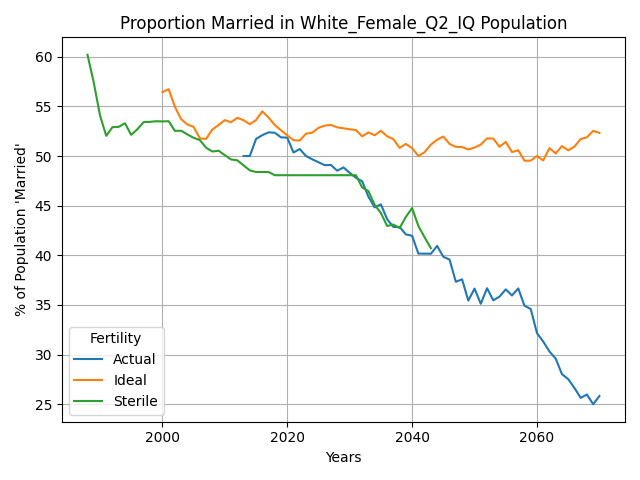 Proportion Married in White_Female_Q2_IQ Population
% of Population 'Married'
60
55
50
45
40
35
30
25
Fertility
Actual
Ideal
Sterile
2000 2020 2040 2060
Years